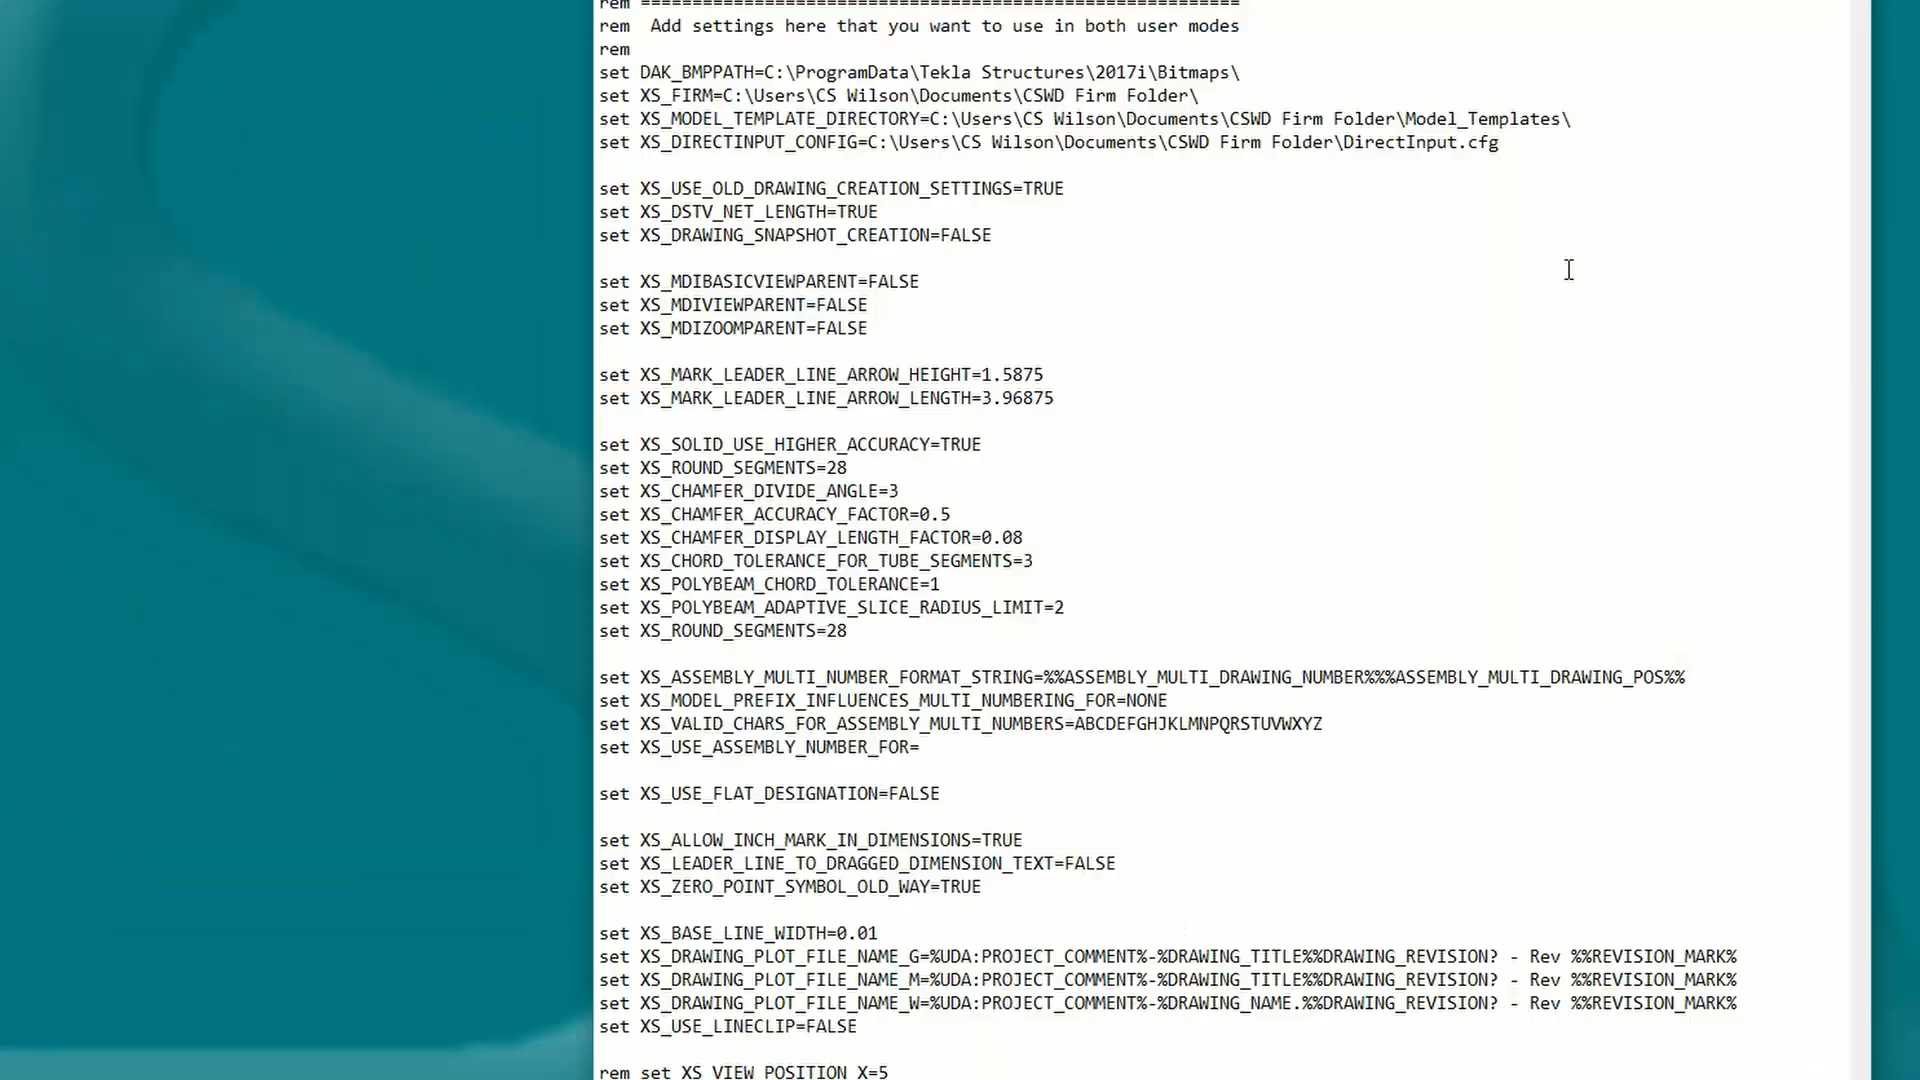 rem ==========================================================
rem  Add settings here that you want to use in both user modes
rem
set DAK_BMPPATH=C:\ProgramData\Tekla Structures\2017i\Bitmaps\
set XS_FIRM=C:\Users\CS Wilson\Documents\CSWD Firm Folder\
set XS_MODEL_TEMPLATE_DIRECTORY=C:\Users\CS Wilson\Documents\CSWD Firm Folder\Model_Templates\
set XS_DIRECTINPUT_CONFIG=C:\Users\CS Wilson\Documents\CSWD Firm Folder\DirectInput.cfg
set XS_USE_OLD_DRAWING_CREATION_SETTINGS=TRUE
set XS_DSTV_NET_LENGTH=TRUE
set XS_DRAWING_SNAPSHOT_CREATION=FALSE
set XS_MDIBASICVIEWPARENT=FALSE
set XS_MDIVIEWPARENT=FALSE
set XS_MDIZOOMPARENT=FALSE
set XS_MARK_LEADER_LINE_ARROW_HEIGHT=1.5875
set XS_MARK_LEADER_LINE_ARROW_LENGTH=3.96875
set XS_SOLID_USE_HIGHER_ACCURACY=TRUE
set XS_ROUND_SEGMENTS=28
set XS_CHAMFER_DIVIDE_ANGLE=3
set XS_CHAMFER_ACCURACY_FACTOR=0.5
set XS_CHAMFER_DISPLAY_LENGTH_FACTOR=0.08
set XS_CHORD_TOLERANCE_FOR_TUBE_SEGMENTS=3
set XS_POLYBEAM_CHORD_TOLERANCE=1
set XS_POLYBEAM_ADAPTIVE_SLICE_RADIUS_LIMIT=2
set XS_ROUND_SEGMENTS=28
set XS_ASSEMBLY_MULTI_NUMBER_FORMAT_STRING=%%ASSEMBLY_MULTI_DRAWING_NUMBER%%%ASSEMBLY_MULTI_DRAWING_POS%%
set XS_MODEL_PREFIX_INFLUENCES_MULTI_NUMBERING_FOR=NONE
set XS_VALID_CHARS_FOR_ASSEMBLY_MULTI_NUMBERS=ABCDEFGHJKLMNPQRSTUVWXYZ
set XS_USE_ASSEMBLY_NUMBER_FOR=
set XS_USE_FLAT_DESIGNATION=FALSE
set XS_ALLOW_INCH_MARK_IN_DIMENSIONS=TRUE
set XS_LEADER_LINE_TO_DRAGGED_DIMENSION_TEXT=FALSE
set XS_ZERO_POINT_SYMBOL_OLD_WAY=TRUE
set XS_BASE_LINE_WIDTH=0.01
set XS_DRAWING_PLOT_FILE_NAME_G=%UDA:PROJECT_COMMENT%-%DRAWING_TITLE%%DRAWING_REVISION? - Rev %%REVISION_MARK%
set XS_DRAWING_PLOT_FILE_NAME_M=%UDA:PROJECT_COMMENT%-%DRAWING_TITLE%%DRAWING_REVISION? - Rev %%REVISION_MARK%
set XS_DRAWING_PLOT_FILE_NAME_W=%UDA:PROJECT_COMMENT%-%DRAWING_NAME.%%DRAWING_REVISION? - Rev %%REVISION_MARK%
set XS_USE_LINECLIP=FALSE
rem set XS_VIEW_POSITION_X=5